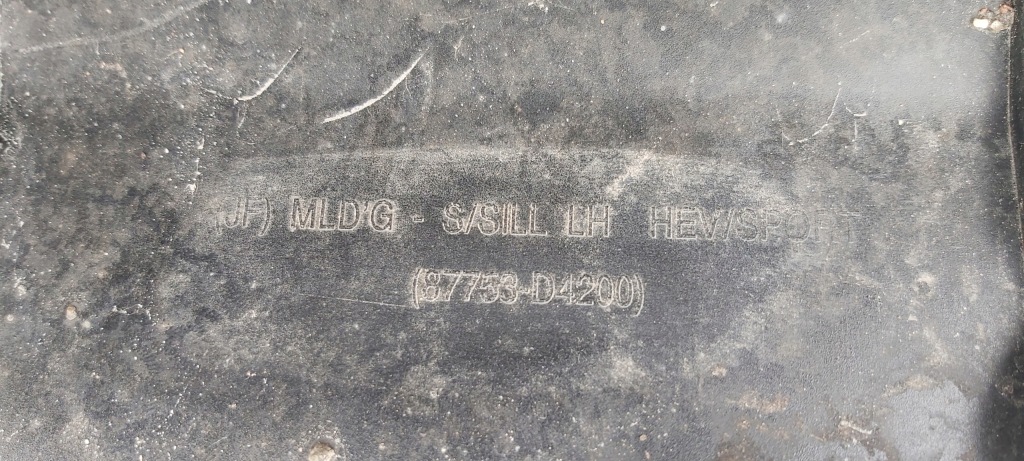 (JF) MLD'G - S/SILL LH HEV/SPORT
(87753-D4200)